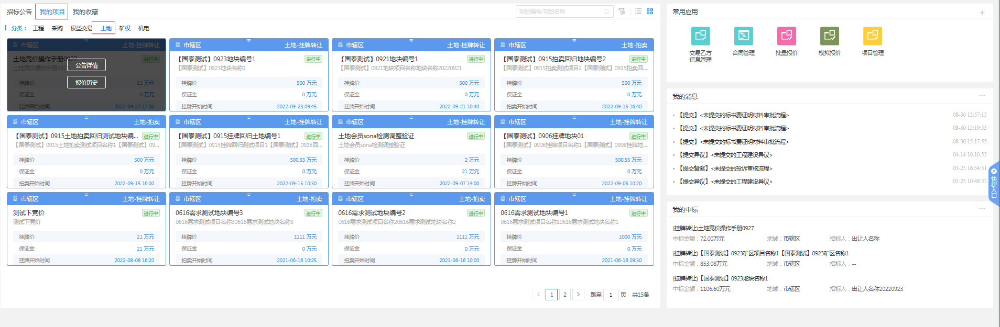 招标公告 我的项目 我的收藏 项目编号/项目名称
分类： 工程 采购 权益交易 土地 矿权 机电
市辖区 土地-挂牌转让
土地竞价操作手册0927 进行中
土地竞价操作手册092
公告详情
报价历史
挂牌价 11 万元
保证金 0 万元
挂牌开始时间 2022-09-27 17:00
市辖区 土地-挂牌转让
【国泰测试】0923地块编号1 进行中
【国泰测试】0923地块名称1
挂牌价 500 万元
保证金 0 万元
挂牌开始时间 2022-09-23 09:45
市辖区 土地-挂牌转让
【国泰测试】0921地块编号1 进行中
【国泰测试】0921地块项目名称地块名称20220921
挂牌价 500 万元
保证金 0 万元
挂牌开始时间 2022-09-21 10:40
市辖区 土地-拍卖
【国泰测试】0915拍卖回归地块编号2 进行中
【国泰测试】0915拍卖测试项目2【国泰测试】0915拍卖回...
挂牌价 500 万元
保证金 0 万元
拍卖开始时间 2022-09-15 16:40
市辖区 土地-拍卖
【国泰测试】0915土地拍卖回归测试地块编... 进行中
【国泰测试】0915土地拍卖测试项目名称1【国泰测试】09...
挂牌价 500 万元
保证金 0 万元
拍卖开始时间 2022-09-15 16:00
市辖区 土地-挂牌转让
【国泰测试】0915挂牌回归土地编号1 进行中
【国泰测试】0915挂牌回归测试项目1【国泰测试】0915回...
挂牌价 500.33 万元
保证金 0 万元
挂牌开始时间 2022-09-15 10:30
市辖区 土地-挂牌转让
土地会员sona检测调整验证 进行中
土地会员sona检测调整验证
挂牌价 2 万元
保证金 21 万元
挂牌开始时间 2022-09-07 14:00
市辖区 土地-挂牌转让
【国泰测试】0906挂牌地块01 进行中
【国泰测试】0906挂牌项目名称1【国泰测试】0906挂牌地...
挂牌价 500.55 万元
保证金 0 万元
挂牌开始时间 2022-09-06 10:20
市辖区 土地-挂牌转让
测试下竞价 进行中
测试下竞价
挂牌价 21 万元
保证金 21 万元
挂牌开始时间 2022-08-08 16:20
市辖区 土地-拍卖
0616需求测试地块编号3 进行中
0616需求测试项目名称30616需求测试地块名称3
挂牌价 1111 万元
保证金 0 万元
拍卖开始时间 2021-06-16 10:25
市辖区 土地-拍卖
0616需求测试地块编号2 进行中
0616需求测试项目名称20616需求测试地块名称2
挂牌价 1111 万元
保证金 0 万元
拍卖开始时间 2021-06-16 10:00
市辖区 土地-挂牌转让
0616需求测试地块编号1 进行中
0616需求测试项目名称10616需求测试地块名称1
挂牌价 1000 万元
保证金 0 万元
挂牌开始时间 2021-06-16 09:30
< 1 2 > 跳至 1 页 共15条
常用应用 +
交易乙方
信息管理
合同管理
批量报价
模拟报价
项目管理
我的消息 ...
• 【提交】<未提交的标书费证明材料审批流程> 08-30 15:57:15
• 【提交】<未提交的标书费证明材料审批流程> 08-30 15:19:53
• 【提交】<未提交的标书费证明材料审批流程> 08-30 15:17:55
• 【提交异议】<未提交的工程建设异议> 04-14 10:10:55
• 【提交备案】<未提交的投诉审核流程> 03-25 16:34:51
• 【提交异议】<未提交的工程建设异议> 03-25 10:48:57
快捷入口
我的中标 ...
(挂牌转让)土地竞价操作手册0927
中标金额：72.00万元 地域：市辖区 招标人：出让人名称
(挂牌转让)【国泰测试】0923矿区项目名称1【国泰测试】0923矿区名称1
中标金额：853.08万元 地域：市辖区 招标人：--
(挂牌转让)【国泰测试】0923地块名称1
中标金额：1106.60万元 地域：市辖区 招标人：出让人名称20220923